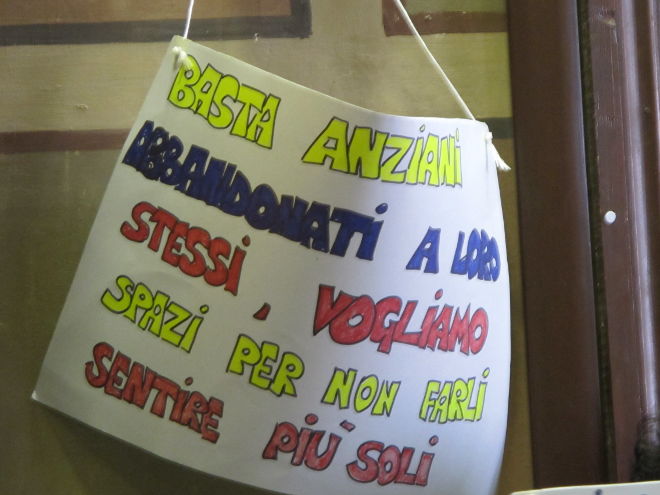 BASTA ANZIANI
ABBANDONATI A LORO
STESSI, VOGLIAMO
SPAZI PER NON FARLI
SENTIRE PIÙ SOLI